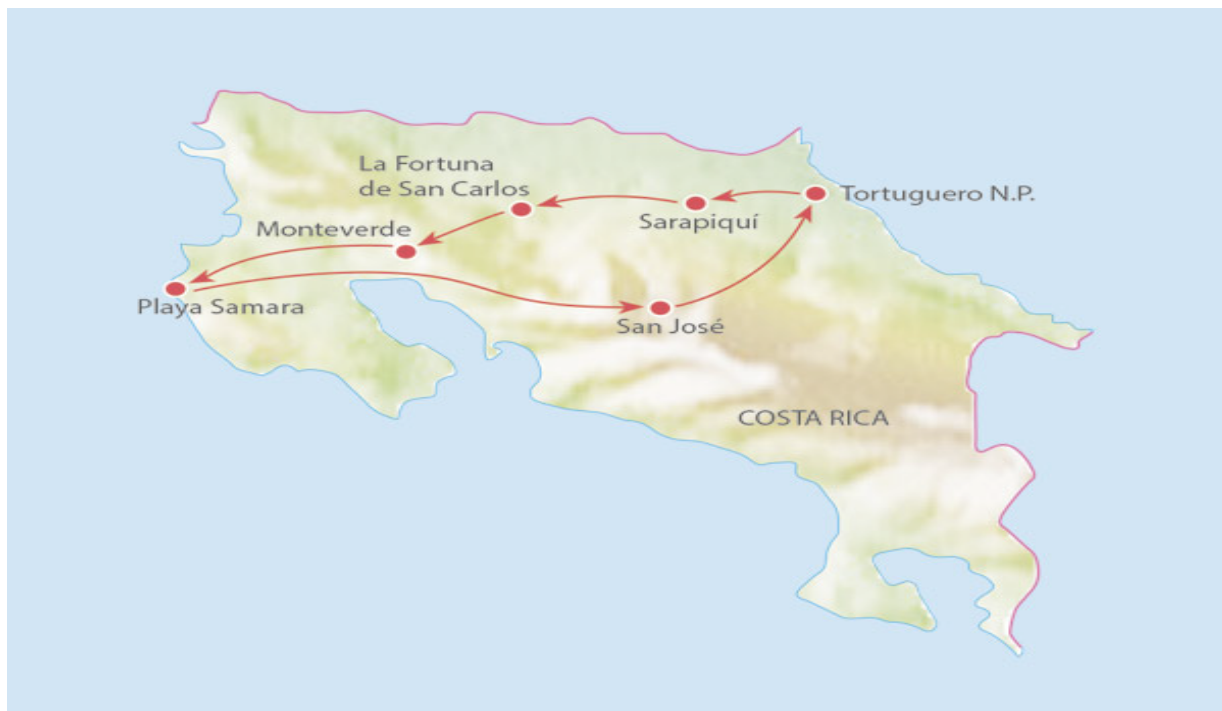 La Fortuna
de San Carlos
Tortuguero N.P.
Sarapiquí
Monteverde
Playa Samara
San José
COSTA RICA